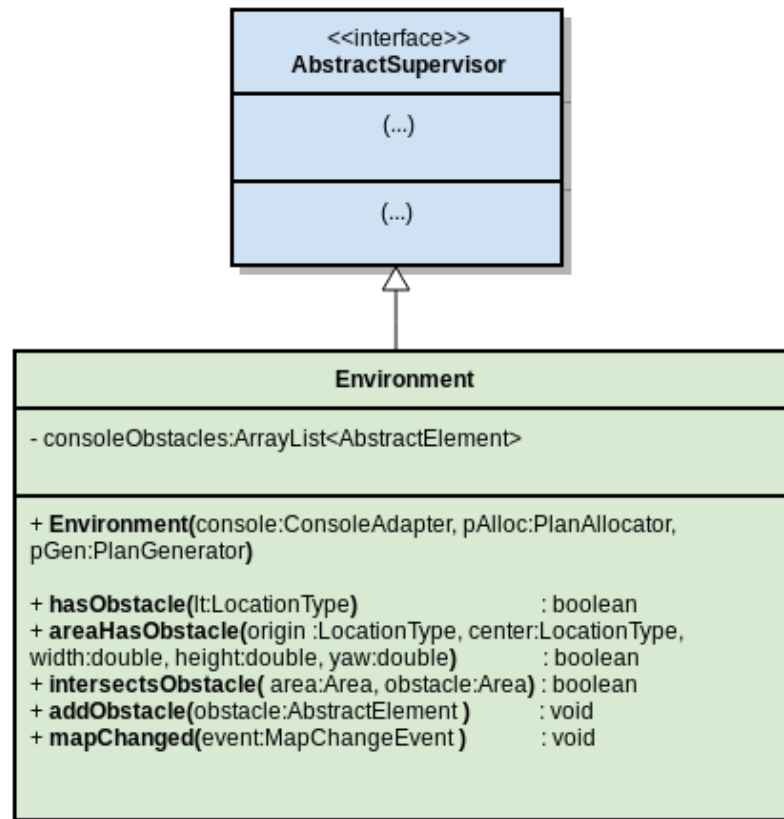 <<interface>>
AbstractSupervisor
(...)
(...)
Environment
- consoleObstacles:ArrayList<AbstractElement>
+ Environment(console:ConsoleAdapter, pAlloc:PlanAllocator,
pGen:PlanGenerator)
+ hasObstacle(lt:LocationType) : boolean
+ areaHasObstacle(origin :LocationType, center:LocationType,
width:double, height:double, yaw:double) : boolean
+ intersectsObstacle( area:Area, obstacle:Area) : boolean
+ addObstacle(obstacle:AbstractElement ) : void
+ mapChanged(event:MapChangeEvent ) : void